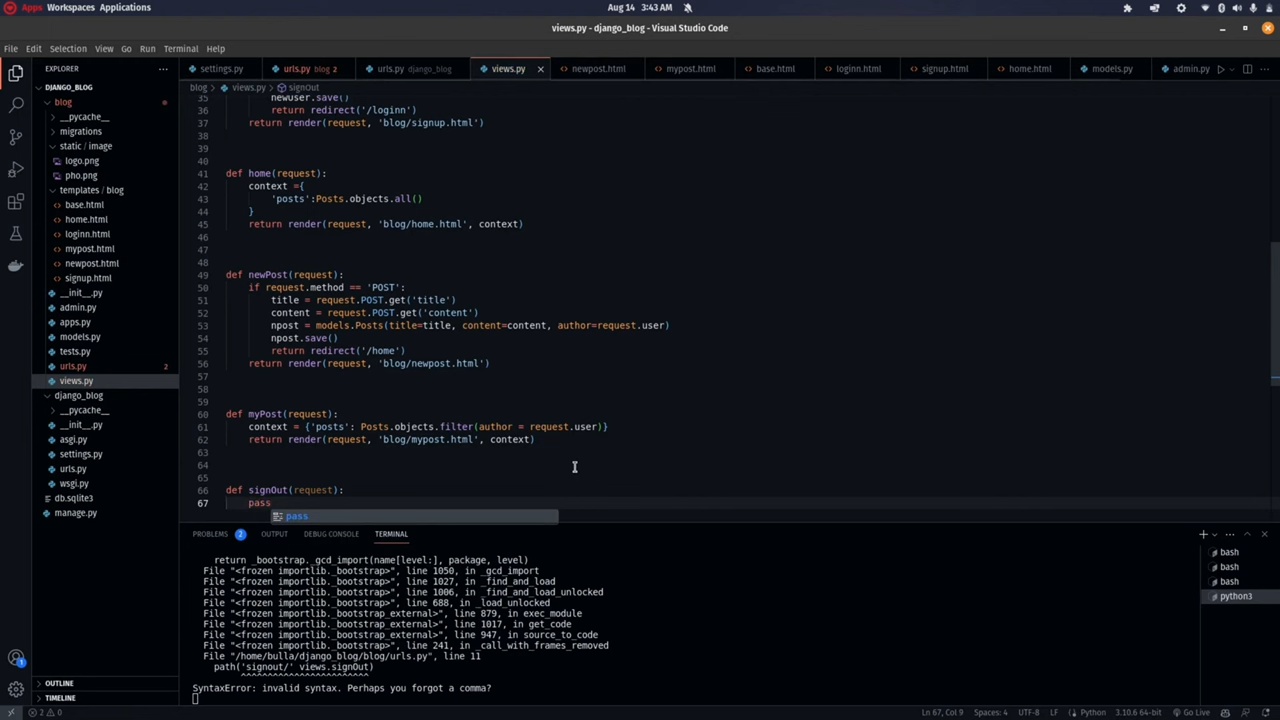 Apps Workspaces Applications
Aug 14 3:43 AM
views.py - django_blog - Visual Studio Code
File Edit Selection View Go Run Terminal Help
EXPLORER
settings.py urls.py blog 2 urls.py django_blog views.py newpost.html mypost.html base.html loginn.html signup.html home.html models.py admin.py
blog > views.py > signOut
DJANGO_BLOG
blog
__pycache__
migrations
static / image
logo.png
pho.png
templates / blog
base.html
home.html
loginn.html
mypost.html
newpost.html
signup.html
__init__.py
admin.py
apps.py
models.py
tests.py
urls.py 2
views.py
django_blog
__pycache__
__init__.py
asgi.py
settings.py
urls.py
wsgi.py
db.sqlite3
manage.py
OUTLINE
TIMELINE
35 newUser.save()
36 return redirect('/loginn')
37 return render(request, 'blog/signup.html')
38
39
40
41 def home(request):
42 context ={
43 'posts':Posts.objects.all()
44 }
45 return render(request, 'blog/home.html', context)
46
47
48
49 def newPost(request):
50 if request.method == 'POST':
51 title = request.POST.get('title')
52 content = request.POST.get('content')
53 npost = models.Posts(title=title, content=content, author=request.user)
54 npost.save()
55 return redirect('/home')
56 return render(request, 'blog/newpost.html')
57
58
59
60 def myPost(request):
61 context = {'posts': Posts.objects.filter(author = request.user)}
62 return render(request, 'blog/mypost.html', context)
63
64
65
66 def signOut(request):
67 pass
pass
PROBLEMS 2 OUTPUT DEBUG CONSOLE TERMINAL
return _bootstrap._gcd_import(name[level:], package, level)
File "<frozen importlib._bootstrap>", line 1050, in _gcd_import
File "<frozen importlib._bootstrap>", line 1027, in _find_and_load
File "<frozen importlib._bootstrap>", line 1006, in _find_and_load_unlocked
File "<frozen importlib._bootstrap>", line 688, in _load_unlocked
File "<frozen importlib._bootstrap_external>", line 879, in exec_module
File "<frozen importlib._bootstrap_external>", line 1017, in get_code
File "<frozen importlib._bootstrap_external>", line 947, in source_to_code
File "<frozen importlib._bootstrap>", line 241, in _call_with_frames_removed
File "/home/bulla/django_blog/blog/urls.py", line 11
path('signout/' views.signOut)
^^^^^^^^^^^^^^^^^^^^^^^
SyntaxError: invalid syntax. Perhaps you forgot a comma?
bash
bash
bash
python3
1
2 0
Ln 67, Col 9 Spaces: 4 UTF-8 LF Python 3.10.6 64-bit Go Live